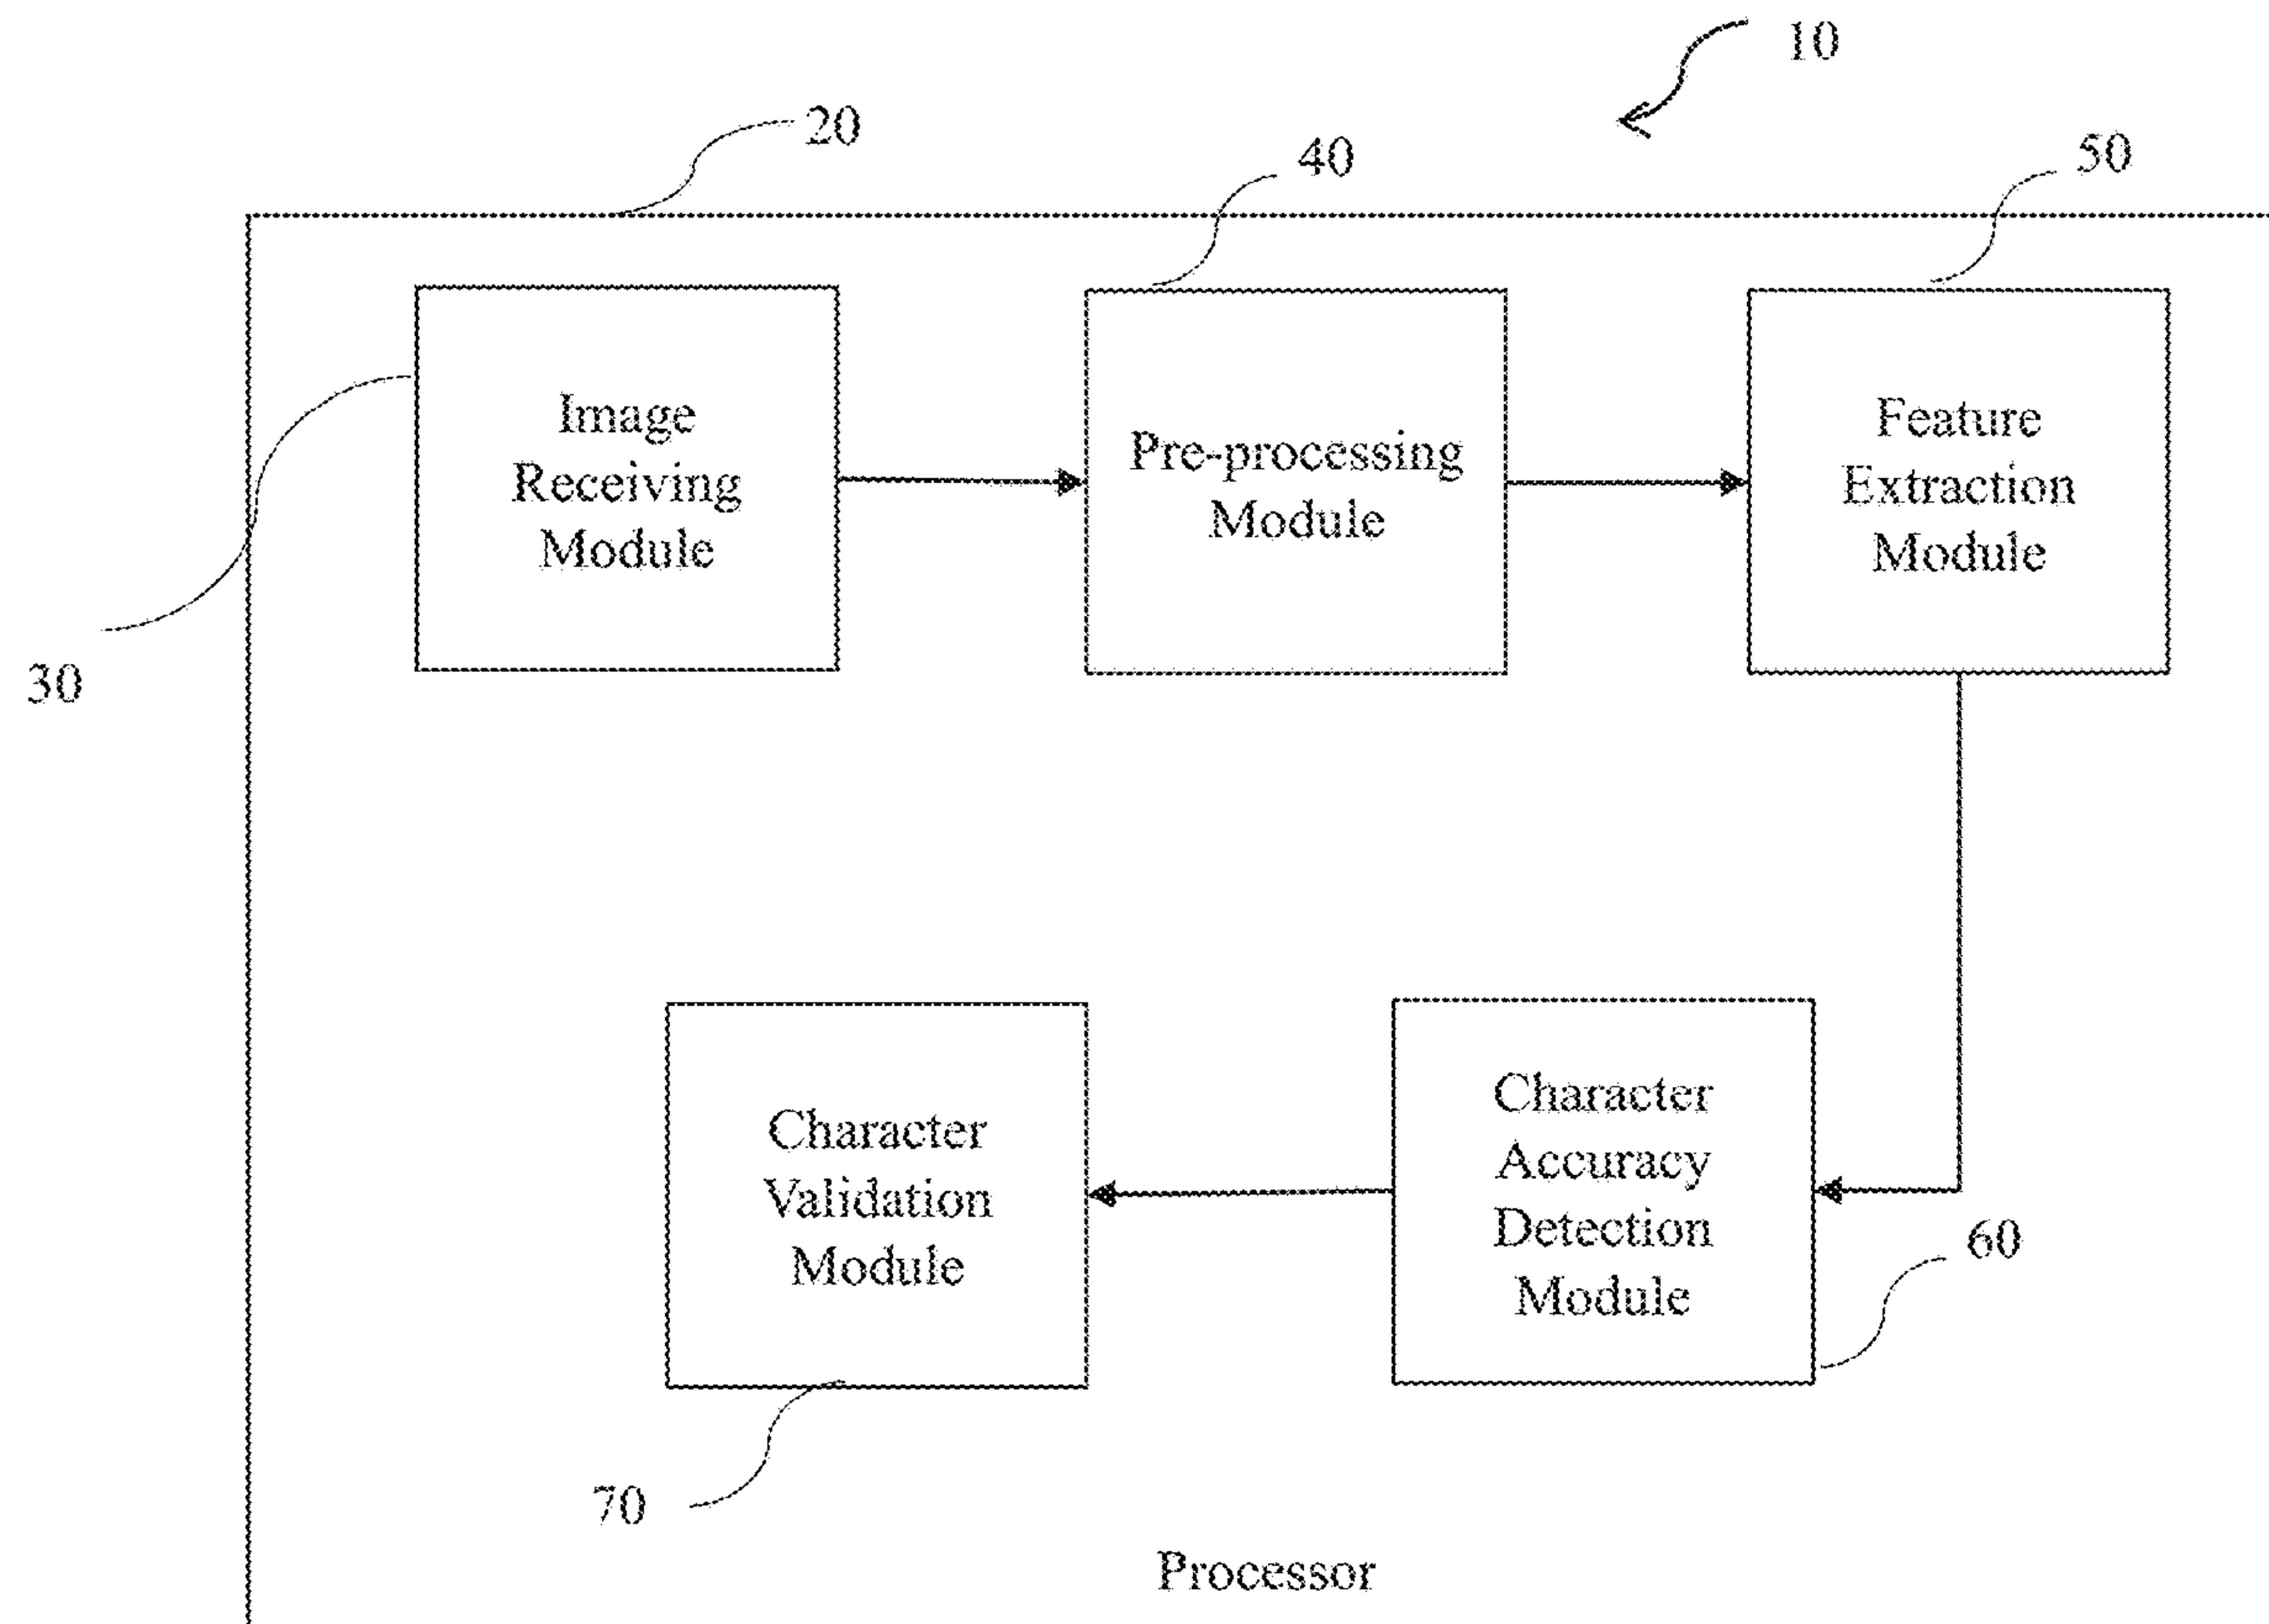 10
20
40
50
Image
Receiving
Module
Pre-processing
Module
Feature
Extraction
Module
30
Character
Validation
Module
Character
Accuracy
Detection
Module
60
70
Processor